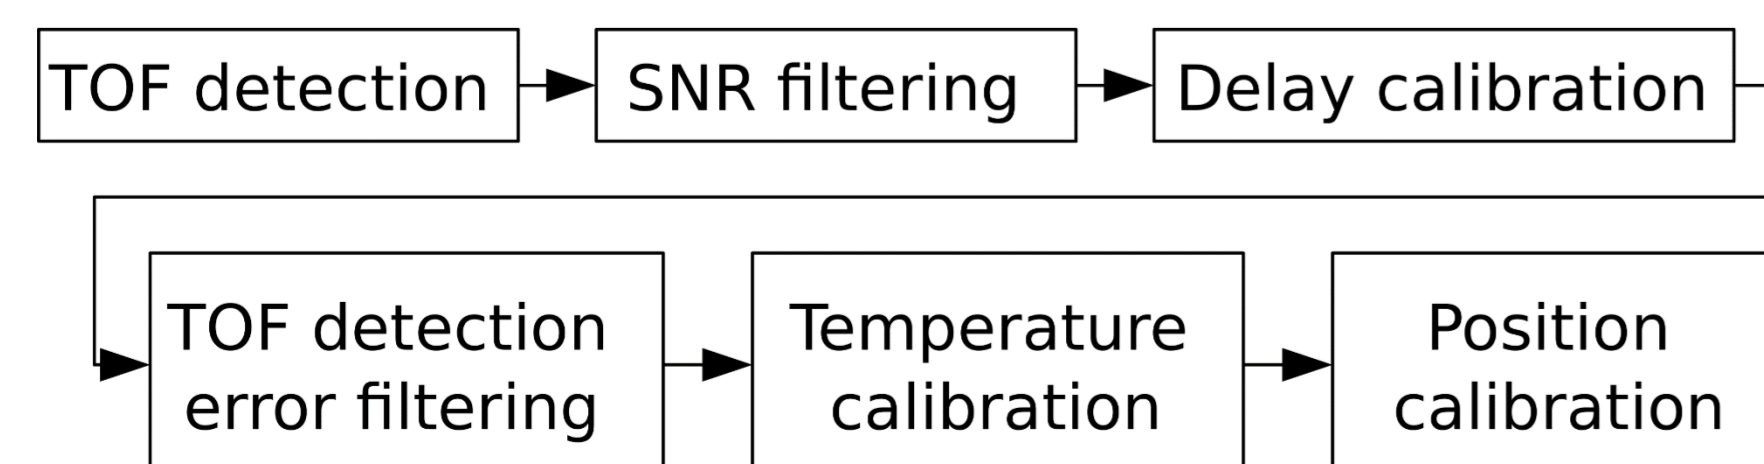 TOF detection
SNR filtering
Delay calibration
TOF detection
error filtering
Temperature
calibration
Position
calibration